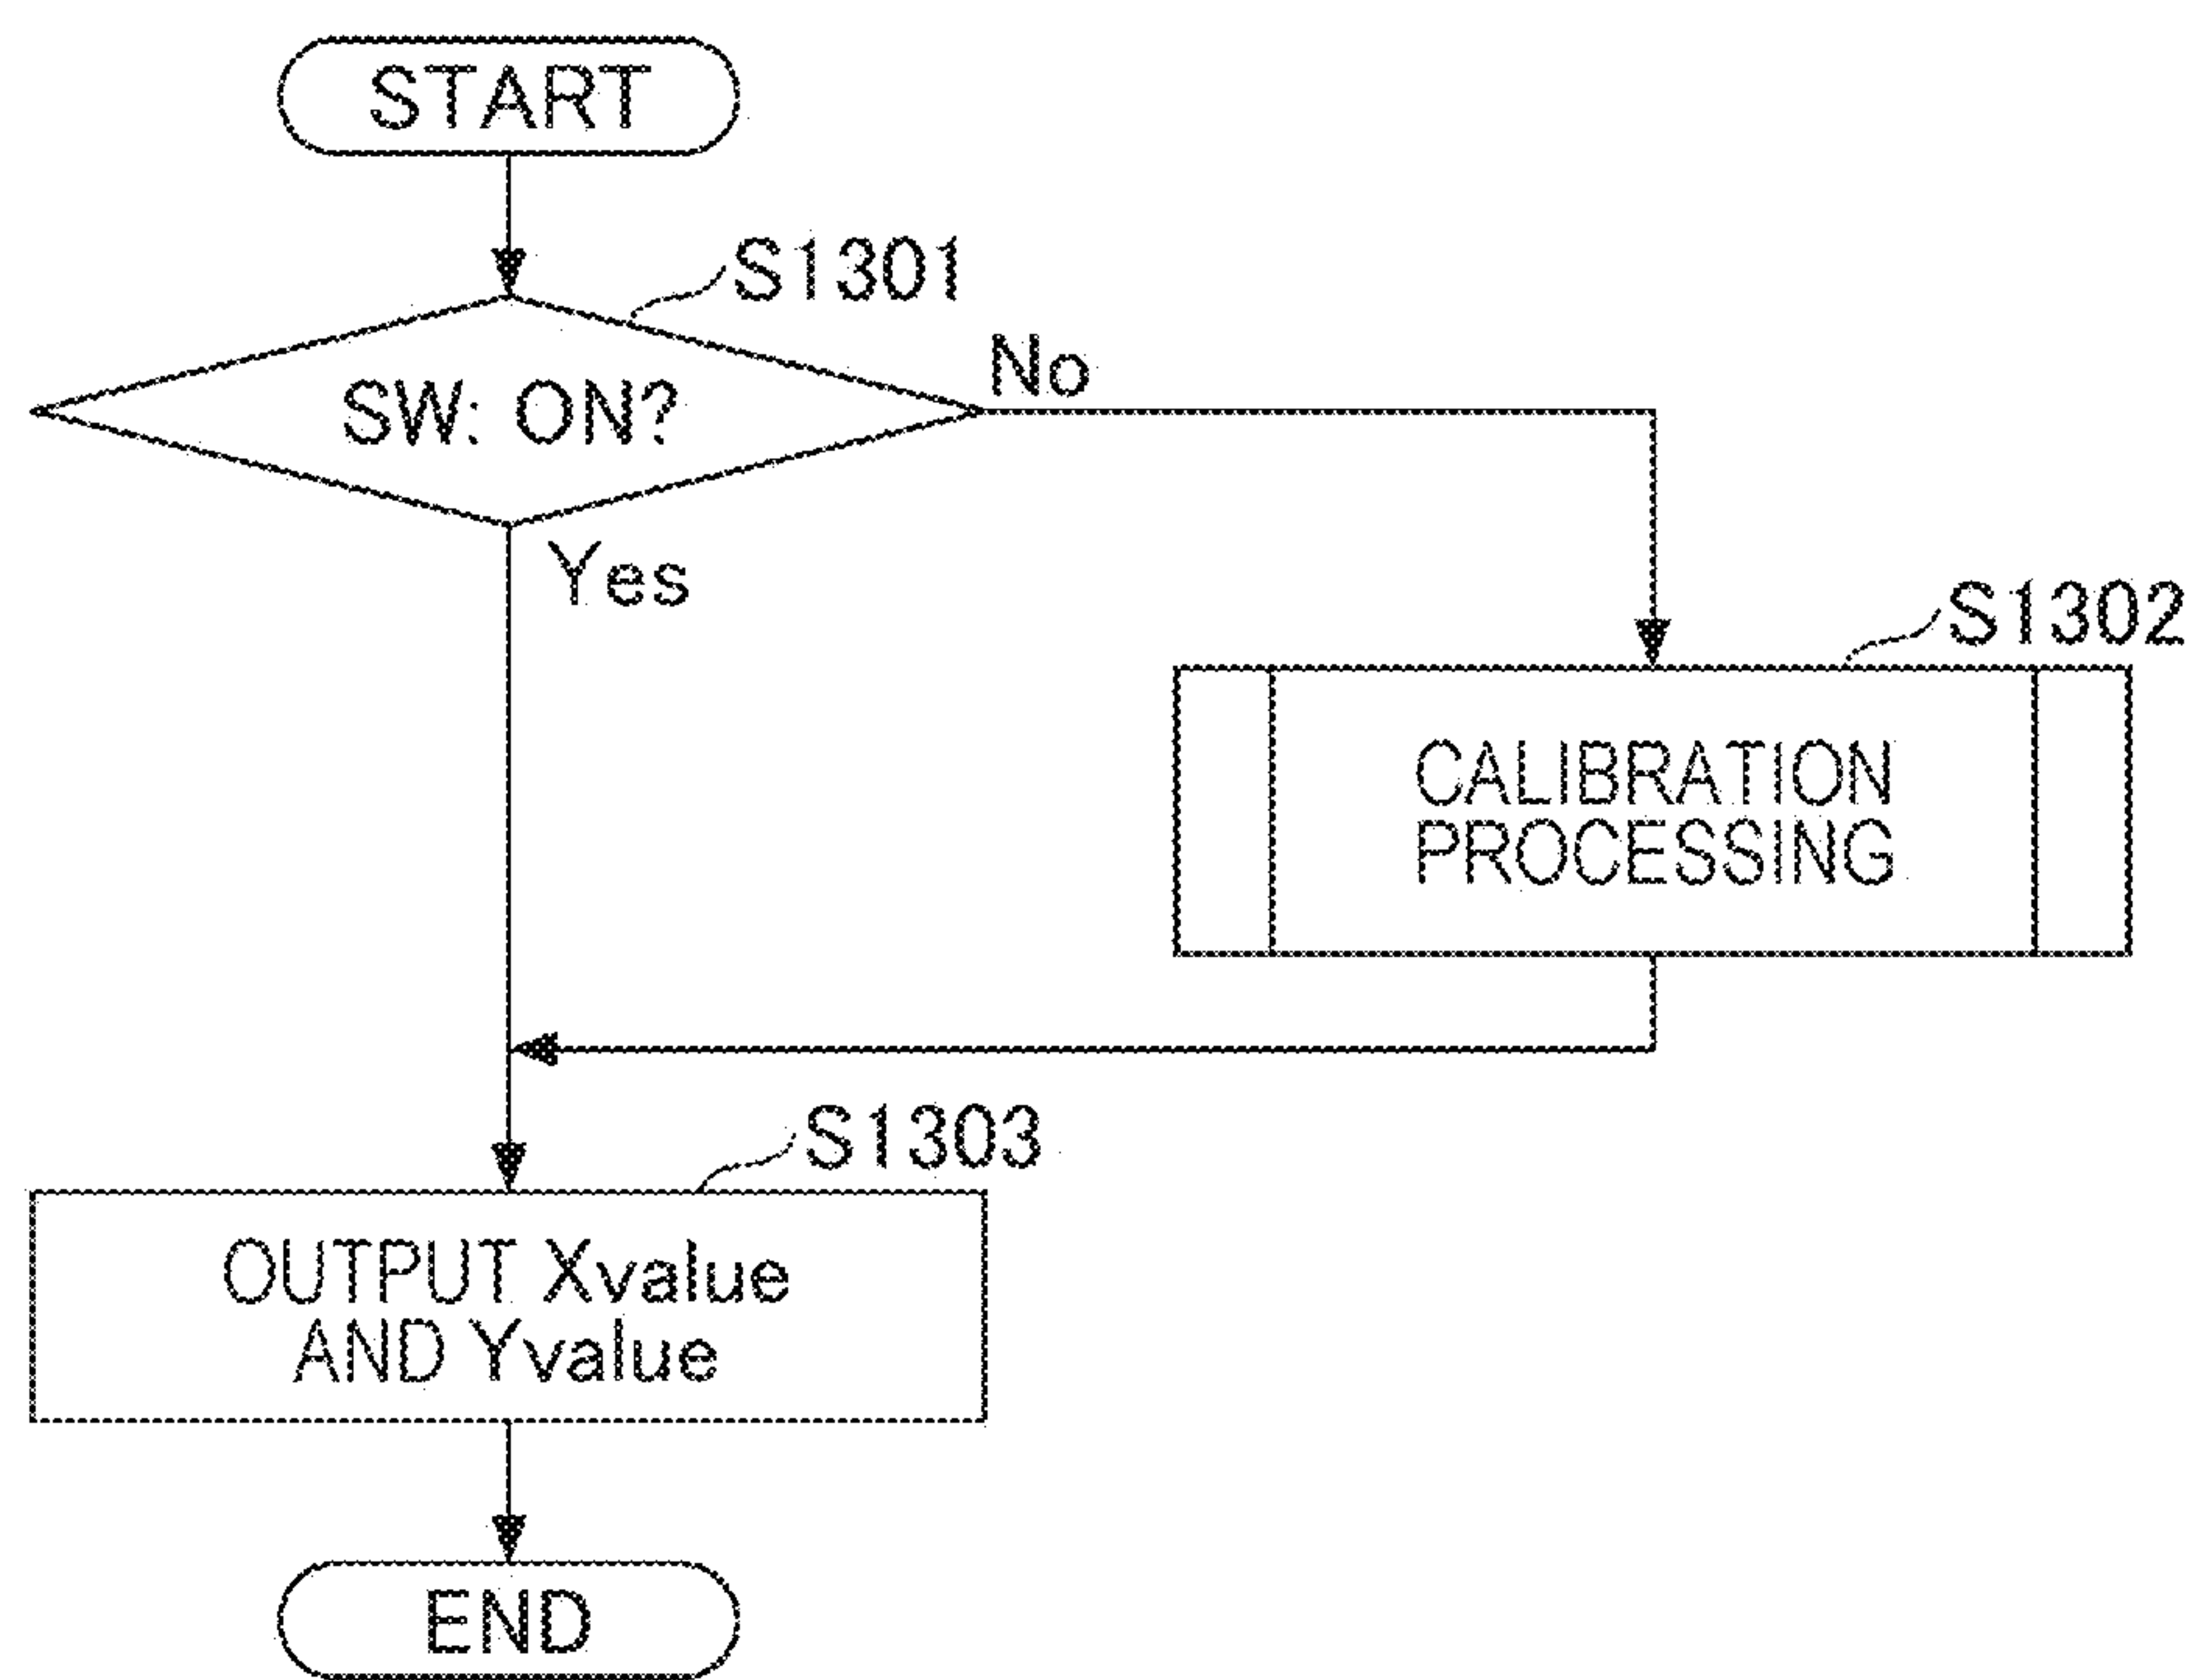 START
S1301
SW: ON?
No
Yes
S1302
CALIBRATION
PROCESSING
S1303
OUTPUT Xvalue
AND Yvalue
END